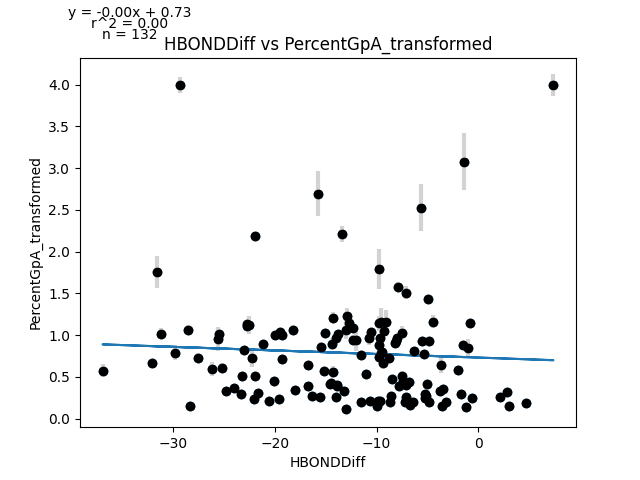 y = -0.00x + 0.73
r^2 = 0.00
n = 132
HBONDDiff vs PercentGpA_transformed
PercentGpA_transformed
4.0
3.5
3.0
2.5
2.0
1.5
1.0
0.5
0.0
−30
−20
−10
0
HBONDDiff